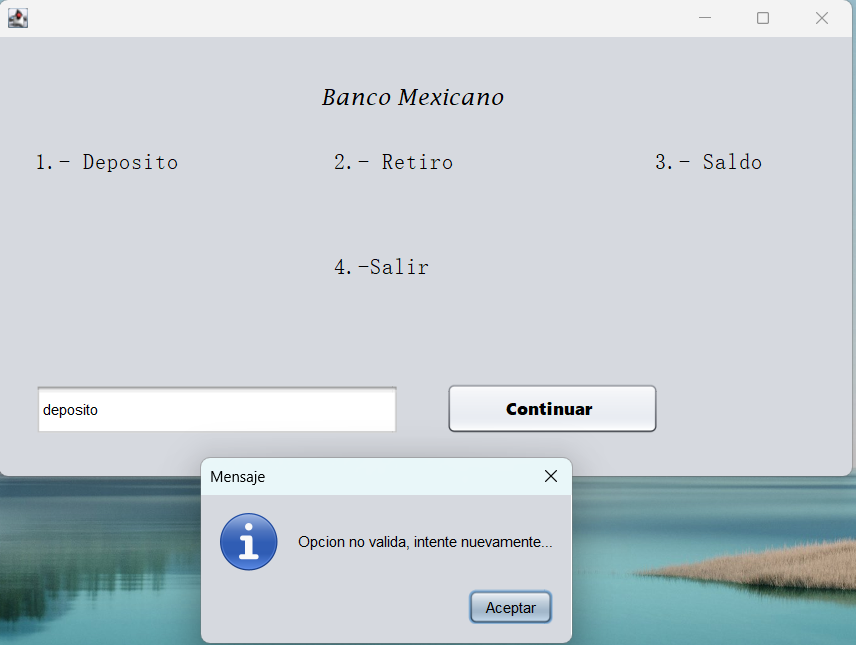 Banco Mexicano
1.- Deposito
2.- Retiro
3.- Saldo
4.-Salir
deposito
Continuar
Mensaje
Opcion no valida, intente nuevamente...
Aceptar